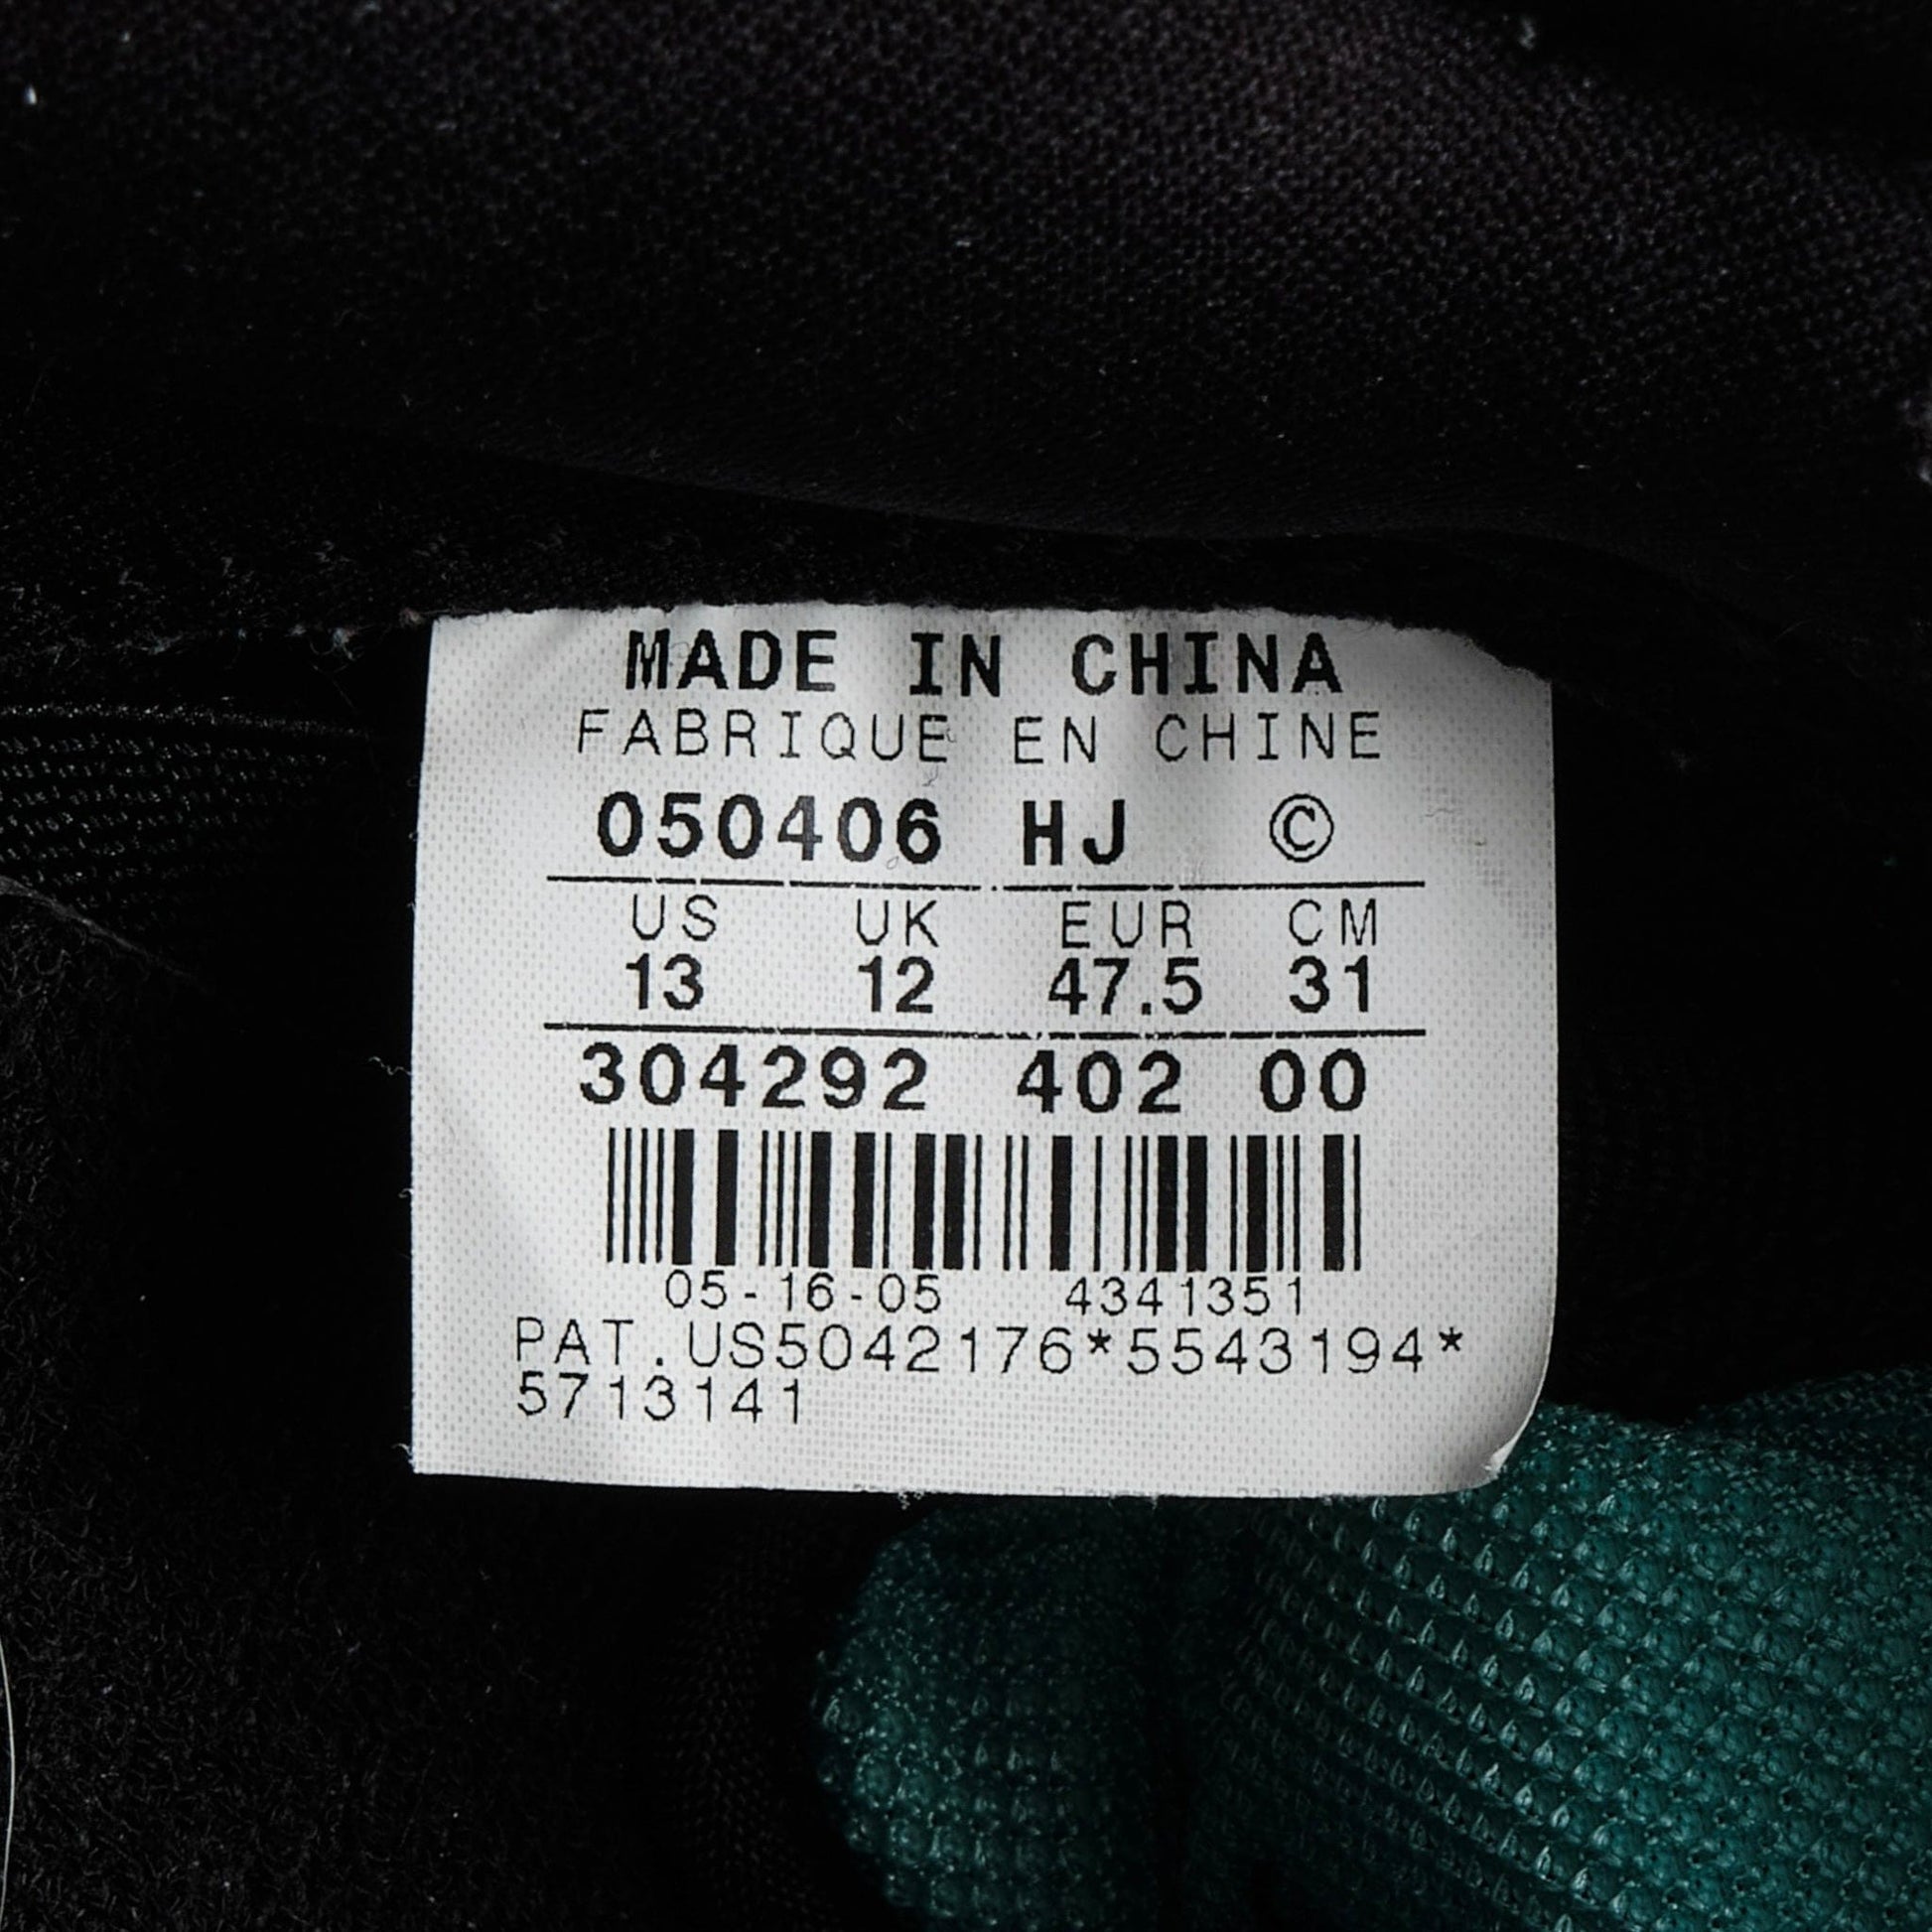 MADE IN CHINA
FABRIQUE EN CHINE
050406 HJ ©
US UK EUR CM
13 12 47.5 31
304292 402 00
05-16-05 4341351
PAT.US5042176*5543194*
5713141